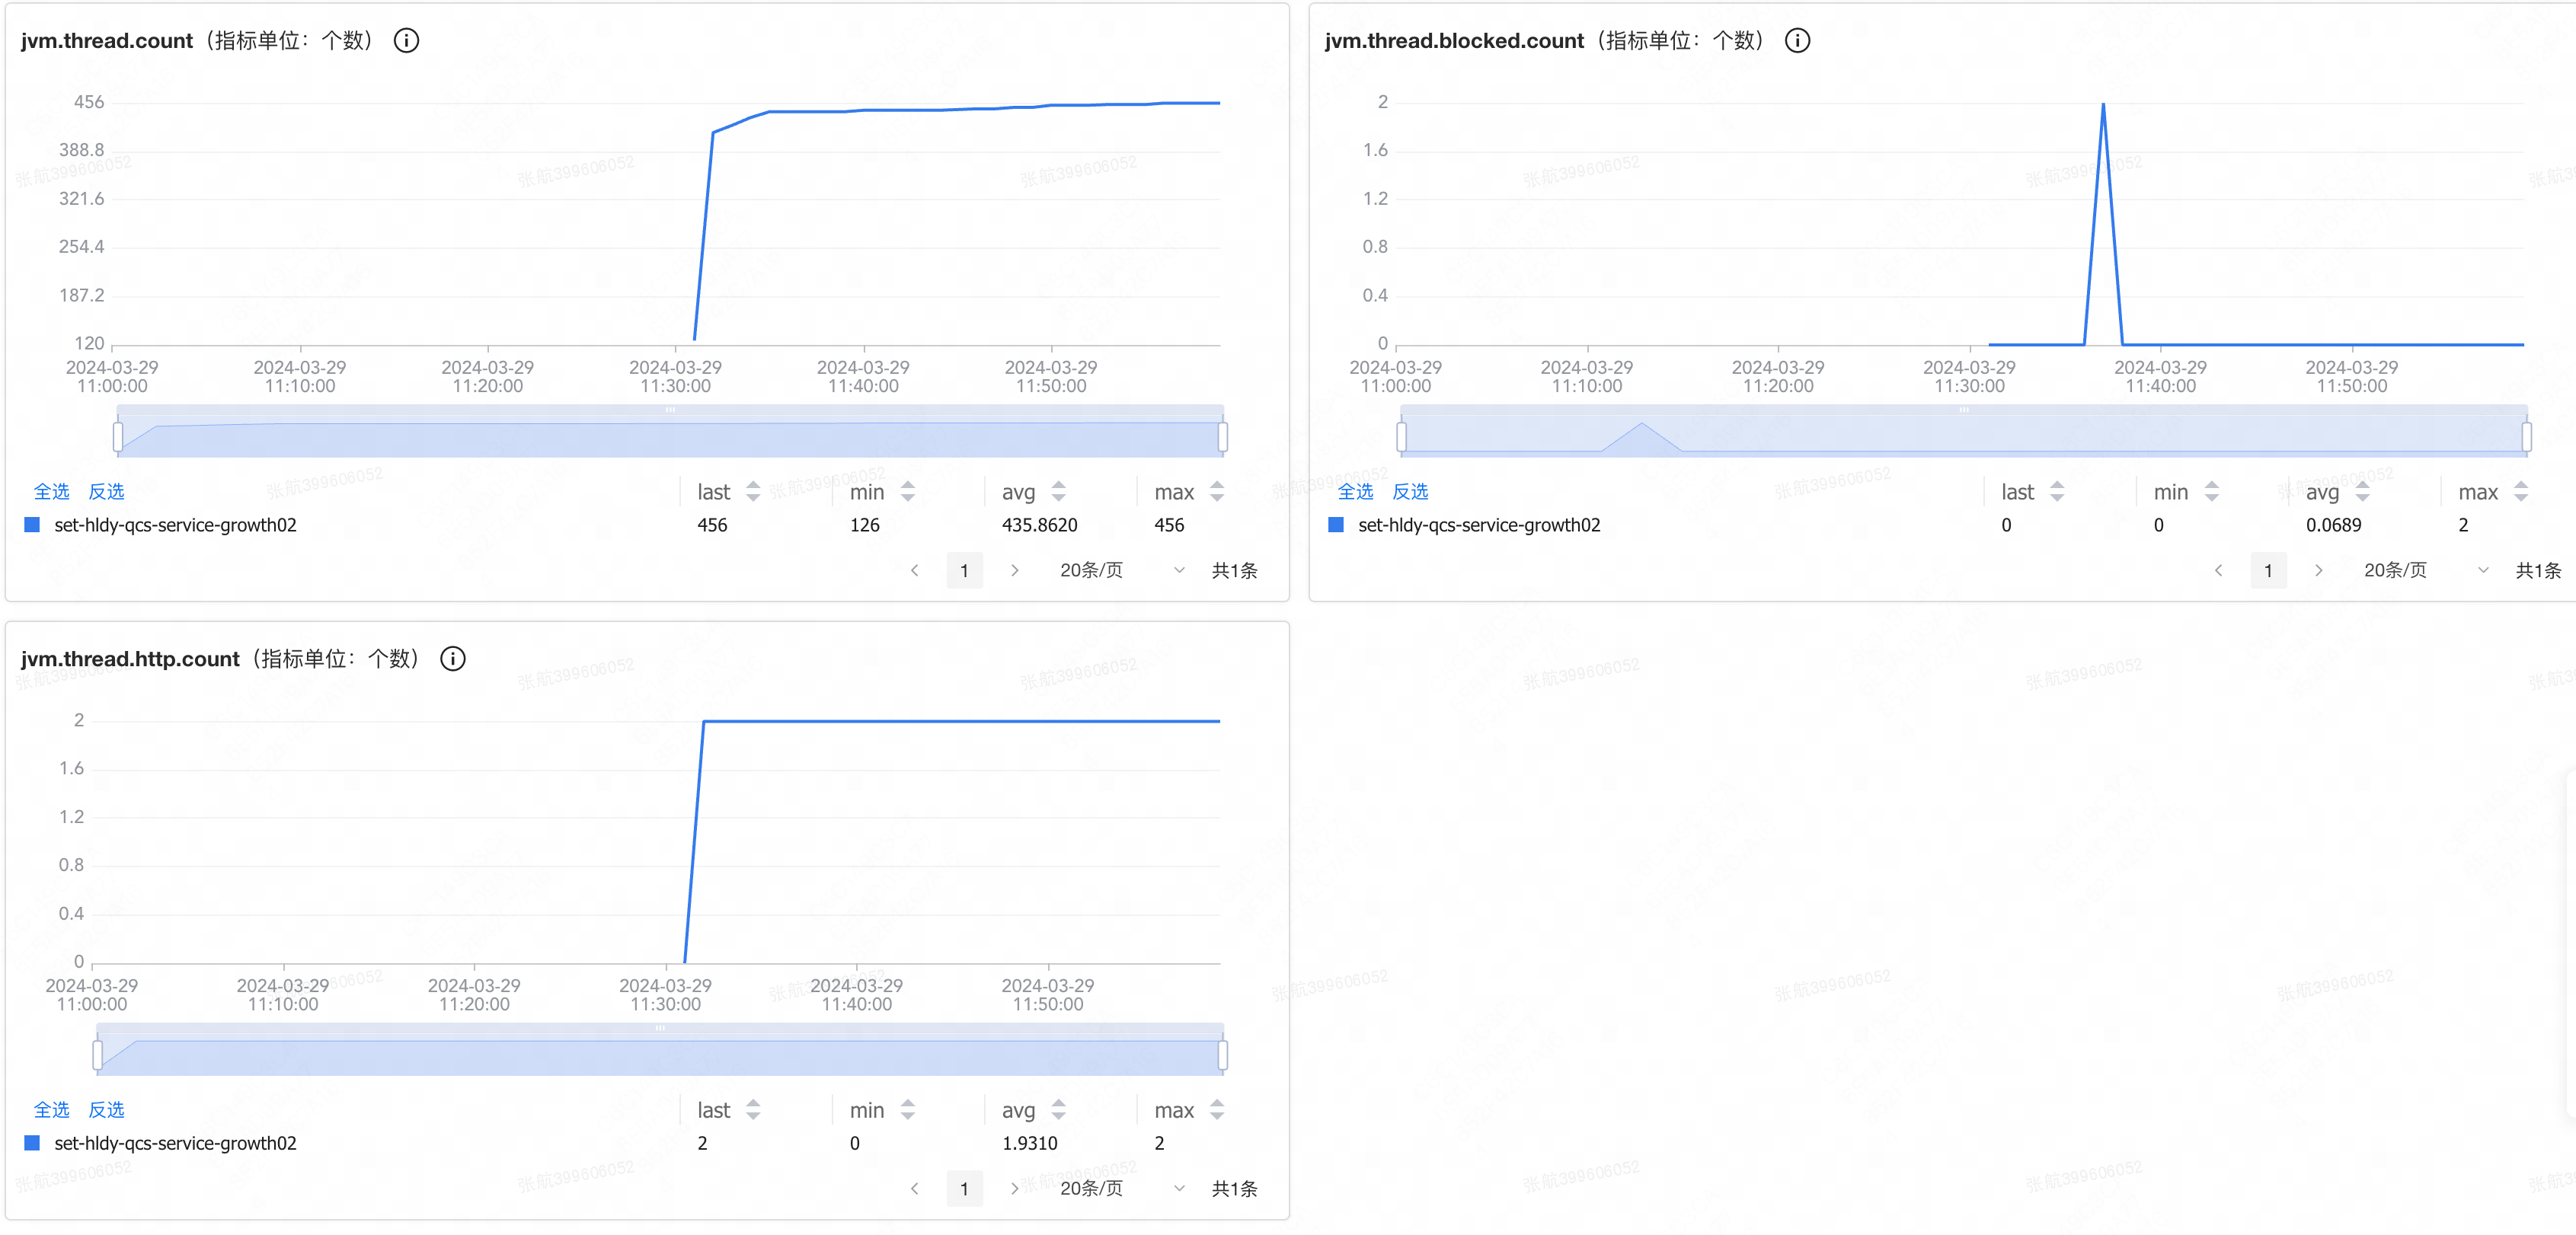 jvm.thread.count（指标单位：个数）
456
388.8
321.6
254.4
187.2
120
2024-03-29 11:00:00
2024-03-29 11:10:00
2024-03-29 11:20:00
2024-03-29 11:30:00
2024-03-29 11:40:00
2024-03-29 11:50:00
全选 反选 last min avg max
set-hldy-qcs-service-growth02 456 126 435.8620 456
1 20条/页 共1条
jvm.thread.blocked.count（指标单位：个数）
2
1.6
1.2
0.8
0.4
0
2024-03-29 11:00:00
2024-03-29 11:10:00
2024-03-29 11:20:00
2024-03-29 11:30:00
2024-03-29 11:40:00
2024-03-29 11:50:00
全选 反选 last min avg max
set-hldy-qcs-service-growth02 0 0 0.0689 2
1 20条/页 共1条
jvm.thread.http.count（指标单位：个数）
2
1.6
1.2
0.8
0.4
0
2024-03-29 11:00:00
2024-03-29 11:10:00
2024-03-29 11:20:00
2024-03-29 11:30:00
2024-03-29 11:40:00
2024-03-29 11:50:00
全选 反选 last min avg max
set-hldy-qcs-service-growth02 2 0 1.9310 2
1 20条/页 共1条
张航399606052